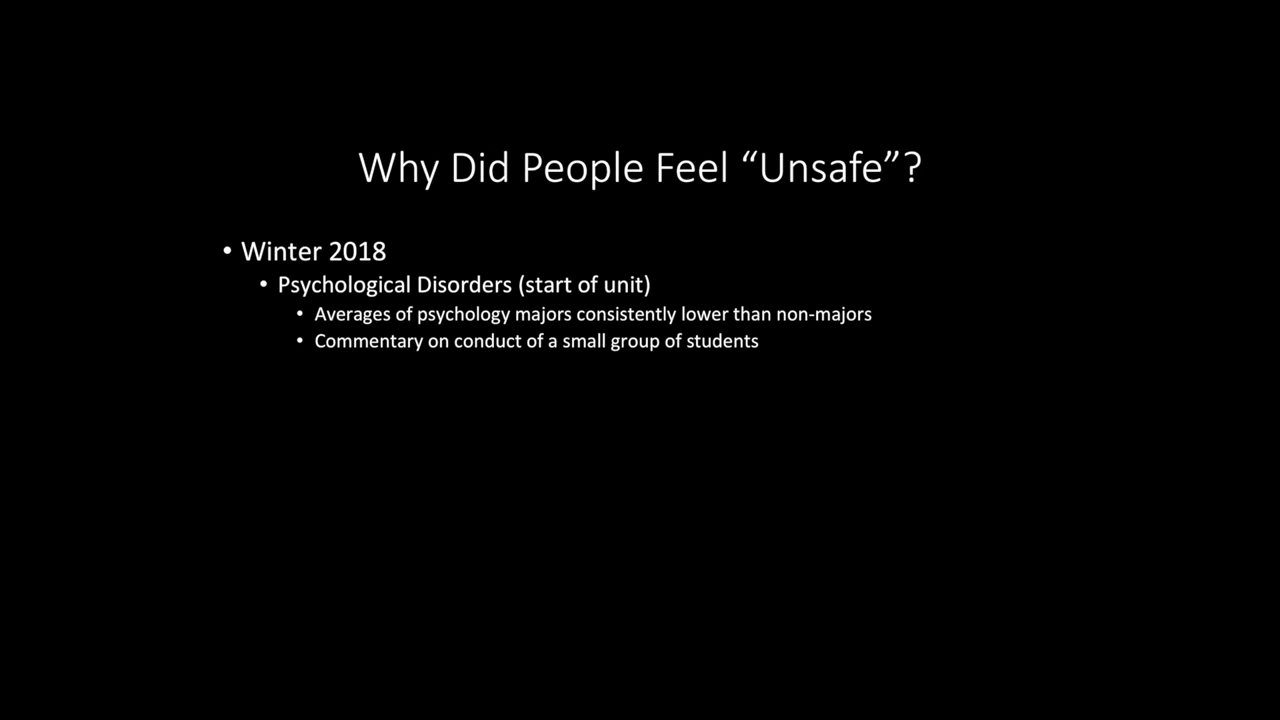 Why Did People Feel “Unsafe”?
• Winter 2018
• Psychological Disorders (start of unit)
• Averages of psychology majors consistently lower than non-majors
• Commentary on conduct of a small group of students